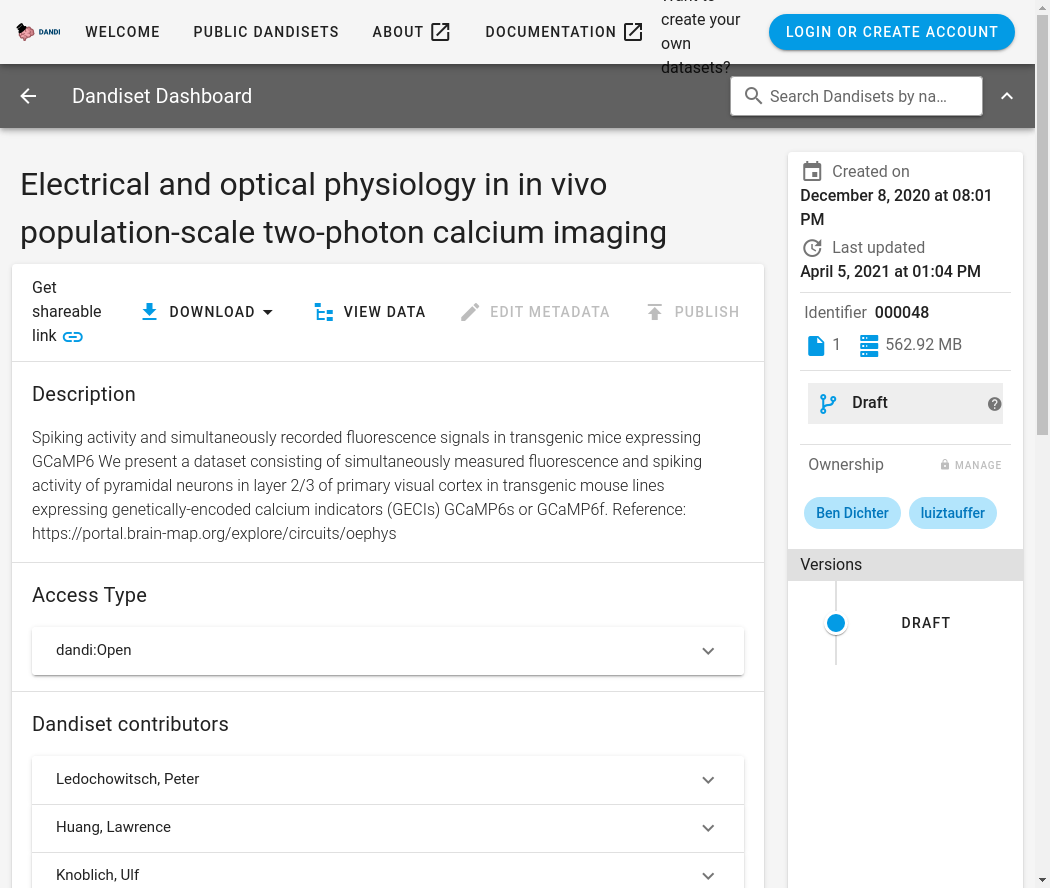 DANDI
WELCOME
PUBLIC DANDISETS
ABOUT
DOCUMENTATION
create your
own
datasets?
LOGIN OR CREATE ACCOUNT
Dandiset Dashboard
Search Dandisets by na…
Electrical and optical physiology in in vivo
population-scale two-photon calcium imaging
Get
shareable
link
DOWNLOAD
VIEW DATA
EDIT METADATA
PUBLISH
Description
Spiking activity and simultaneously recorded fluorescence signals in transgenic mice expressing
GCaMP6 We present a dataset consisting of simultaneously measured fluorescence and spiking
activity of pyramidal neurons in layer 2/3 of primary visual cortex in transgenic mouse lines
expressing genetically-encoded calcium indicators (GECIs) GCaMP6s or GCaMP6f. Reference:
https://portal.brain-map.org/explore/circuits/oephys
Access Type
dandi:Open
Dandiset contributors
Ledochowitsch, Peter
Huang, Lawrence
Knoblich, Ulf
Created on
December 8, 2020 at 08:01
PM
Last updated
April 5, 2021 at 01:04 PM
Identifier 000048
1
562.92 MB
Draft
Ownership
MANAGE
Ben Dichter
luiztauffer
Versions
DRAFT